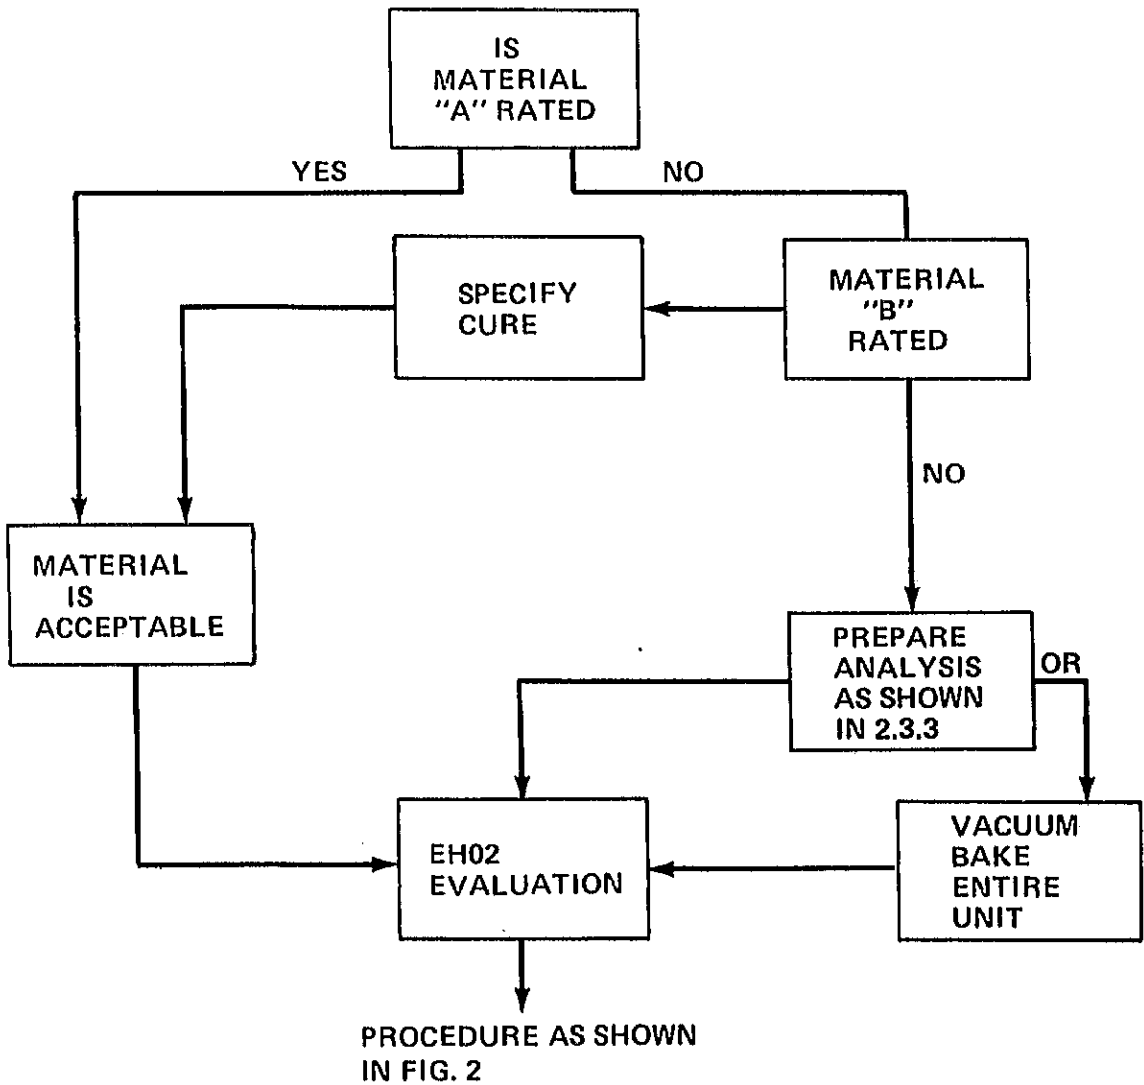 IS
MATERIAL
"A" RATED
YES
NO
SPECIFY
CURE
MATERIAL
"B"
RATED
NO
MATERIAL
IS
ACCEPTABLE
PREPARE
ANALYSIS
AS SHOWN
IN 2.3.3
OR
EH02
EVALUATION
VACUUM
BAKE
ENTIRE
UNIT
PROCEDURE AS SHOWN
IN FIG. 2